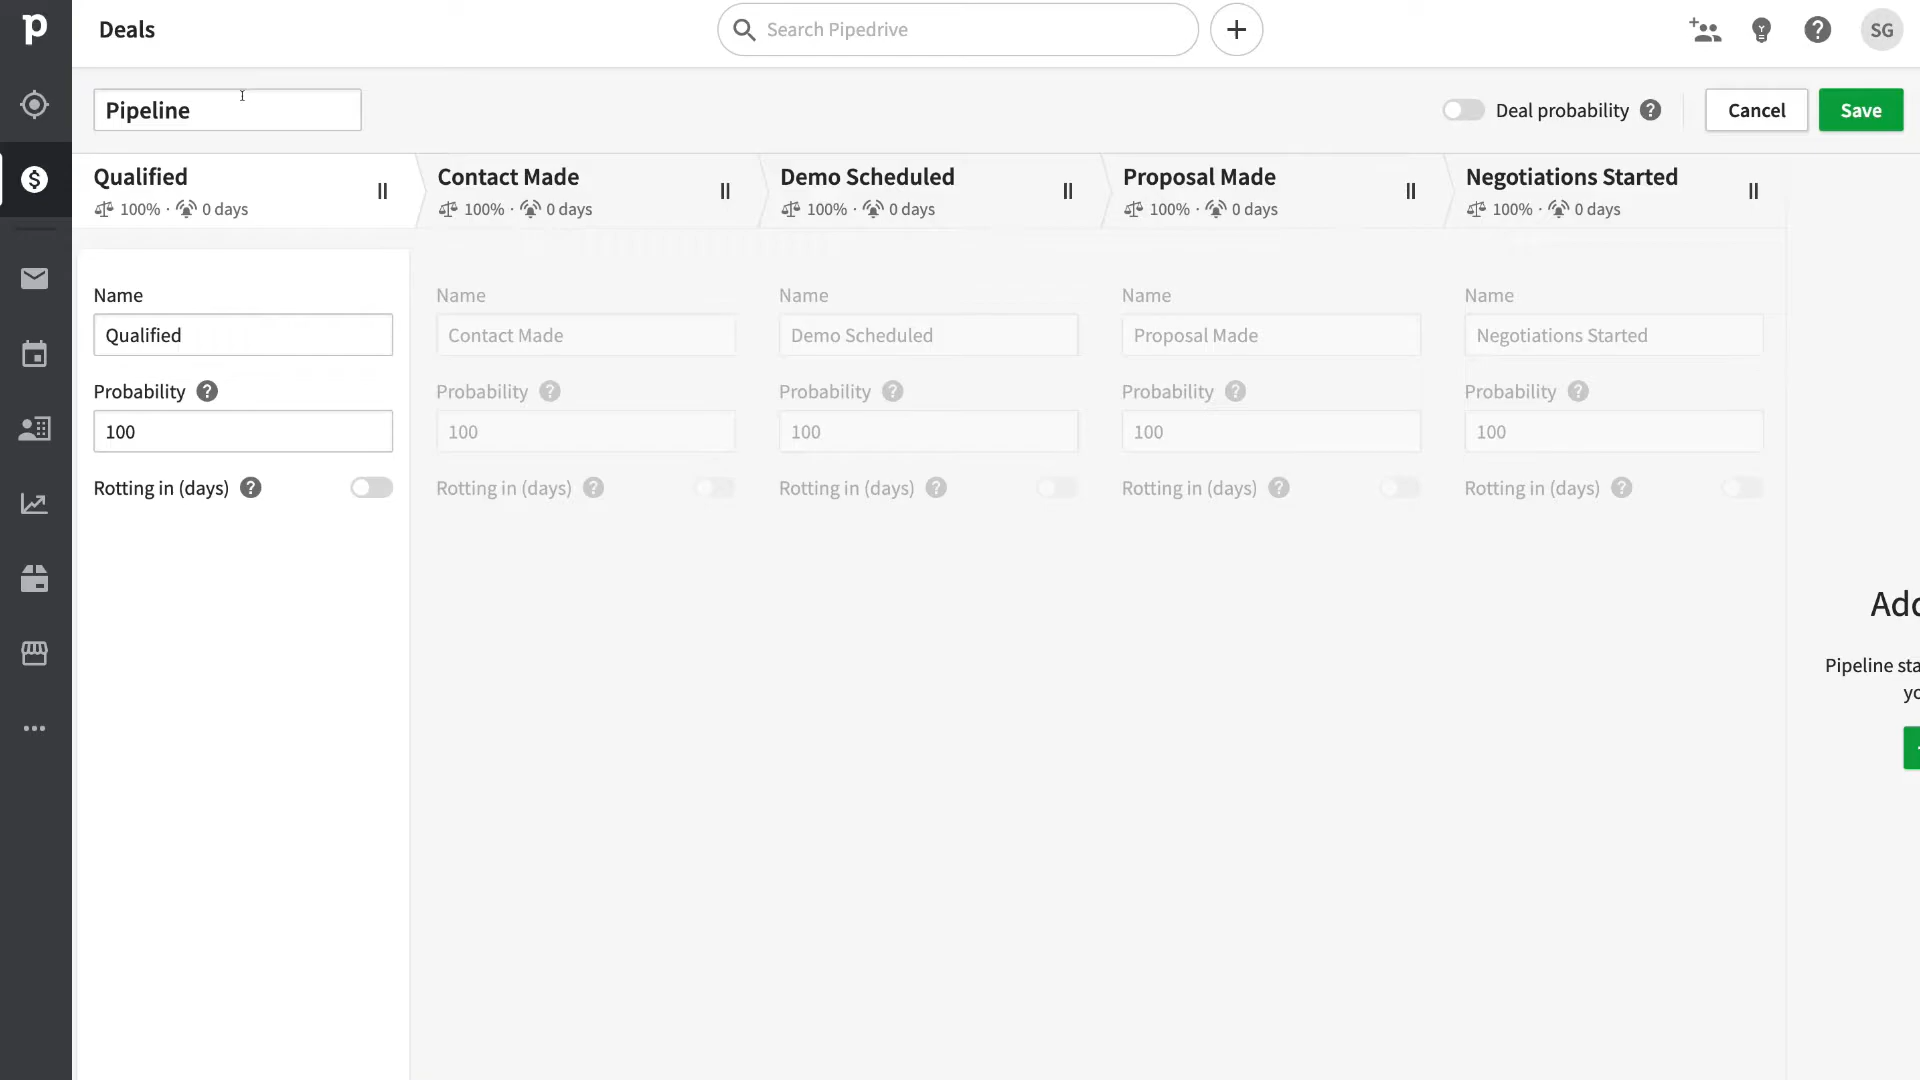 p
Deals
Search Pipedrive
SG
Pipeline
Deal probability ?
Cancel
Save
Qualified
100% · 0 days
Contact Made
100% · 0 days
Demo Scheduled
100% · 0 days
Proposal Made
100% · 0 days
Negotiations Started
100% · 0 days
Name
Qualified
Probability ?
100
Rotting in (days) ?
Name
Contact Made
Probability ?
100
Rotting in (days) ?
Name
Demo Scheduled
Probability ?
100
Rotting in (days) ?
Name
Proposal Made
Probability ?
100
Rotting in (days) ?
Name
Negotiations Started
Probability ?
100
Rotting in (days) ?
Pipeline